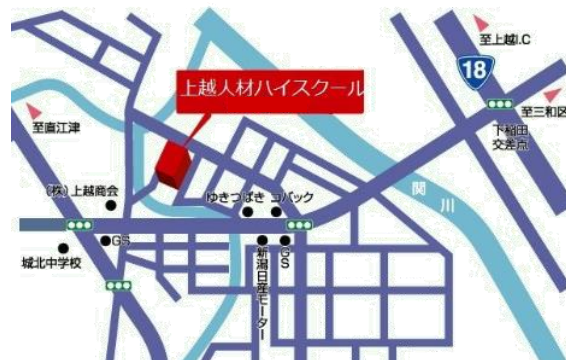 至上越I.C
18
上越人材ハイスクール
至三和区
至直江津
下稲田
交差点
関川
(株)上越商会
ゆきつばき
コバック
GS
城北中学校
新潟日産モーター
GS